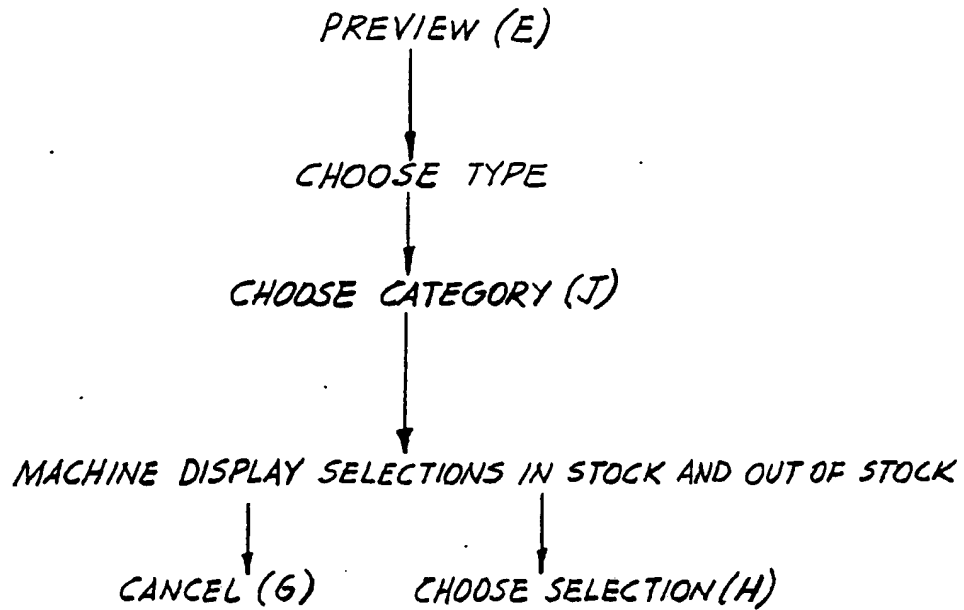 PREVIEW (E)
CHOOSE TYPE
CHOOSE CATEGORY (J)
MACHINE DISPLAY SELECTIONS IN STOCK AND OUT OF STOCK
CANCEL (G) CHOOSE SELECTION (H)